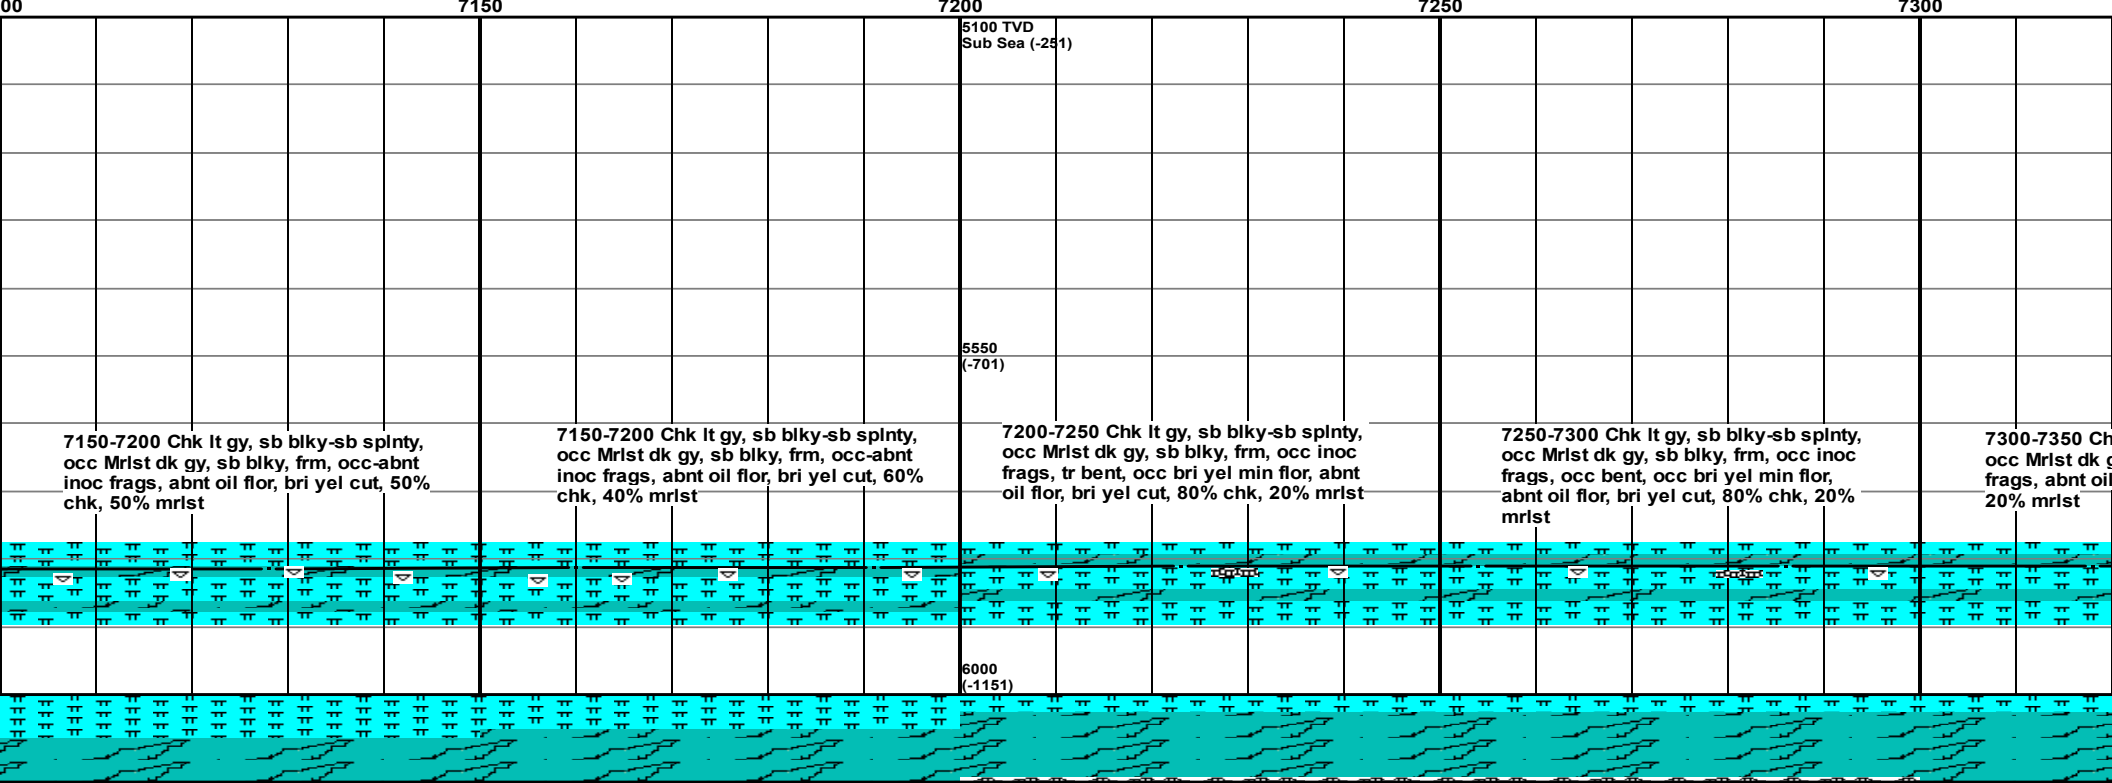 00 7150 7200 7250 7300
5100 TVD
Sub Sea (-251)
5550
(-701)
7150-7200 Chk lt gy, sb blky-sb splnty,
occ Mrlst dk gy, sb blky, frm, occ-abnt
inoc frags, abnt oil flor, bri yel cut, 50%
chk, 50% mrlst
7150-7200 Chk lt gy, sb blky-sb splnty,
occ Mrlst dk gy, sb blky, frm, occ-abnt
inoc frags, abnt oil flor, bri yel cut, 60%
chk, 40% mrlst
7200-7250 Chk lt gy, sb blky-sb splnty,
occ Mrlst dk gy, sb blky, frm, occ inoc
frags, tr bent, occ bri yel min flor, abnt
oil flor, bri yel cut, 80% chk, 20% mrlst
7250-7300 Chk lt gy, sb blky-sb splnty,
occ Mrlst dk gy, sb blky, frm, occ inoc
frags, occ bent, occ bri yel min flor,
abnt oil flor, bri yel cut, 80% chk, 20%
mrlst
7300-7350 Ch
occ Mrlst dk g
frags, abnt oil
20% mrlst
6000
(-1151)